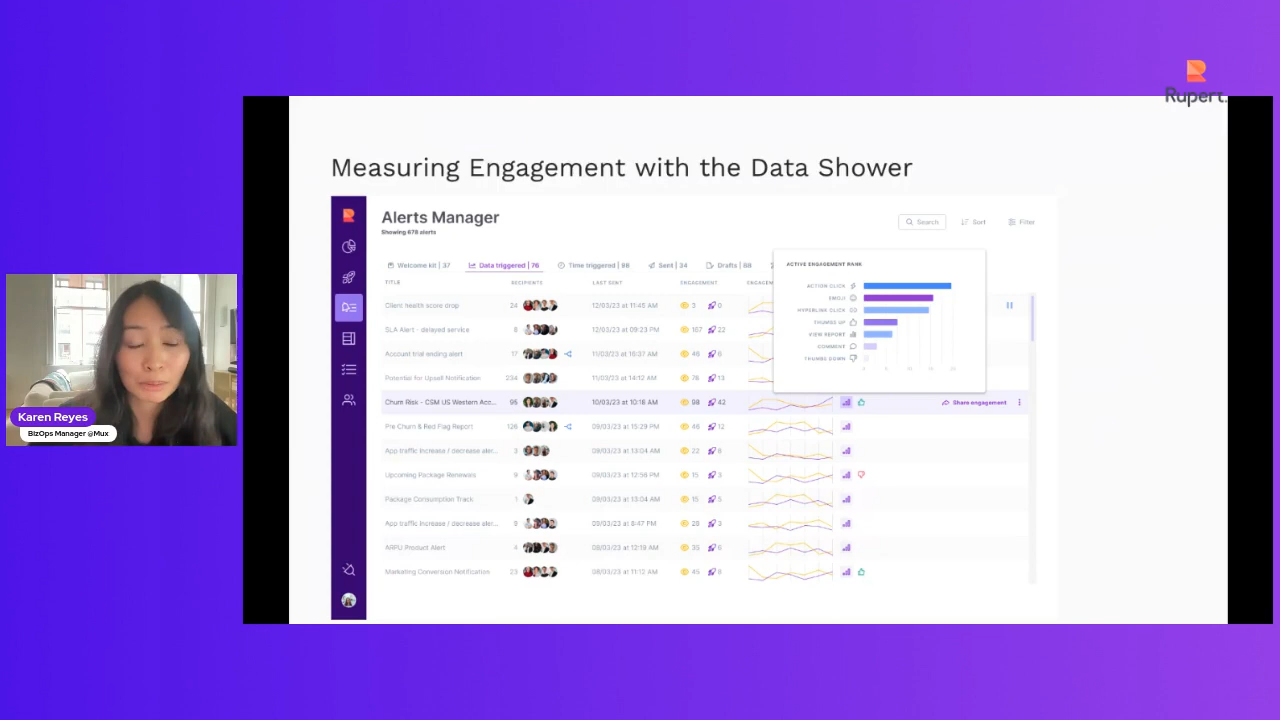 Rupert.
Measuring Engagement with the Data Shower
Alerts Manager
Showing 678 alerts
Search
Sort
Filter
Welcome kit | 37
Data triggered | 76
Time triggered | 98
Sent | 34
Drafts | 88
TITLE
RECIPIENTS
LAST SENT
ENGAGEMENT
ENGAGEM
ACTIVE ENGAGEMENT RANK
ACTION CLICK
EMOJI
HYPERLINK CLICK
THUMBS UP
VIEW REPORT
COMMENT
THUMBS DOWN
Client health score drop 24 12/03/23 at 11:45 AM 3 0
SLA Alert - delayed service 8 12/03/23 at 09:23 PM 167 22
Account trial ending alert 17 11/03/23 at 16:37 AM 46 6
Potential for Upsell Notification 234 11/03/23 at 14:12 AM 76 13
Churn Risk - CSM US Western Acc... 95 10/03/23 at 10:18 AM 98 42 Share engagement
Pre Churn & Red Flag Report 126 09/03/23 at 15:29 PM 46 12
App traffic increase / decrease aler... 3 09/03/23 at 13:04 AM 22 6
Upcoming Package Renewals 9 09/03/23 at 12:56 PM 15 3
Package Consumption Track 1 09/03/23 at 13:04 AM 15 5
App traffic increase / decrease aler... 9 09/03/23 at 8:47 PM 28 3
ARPU Product Alert 4 08/03/23 at 12:19 AM 35 6
Marketing Conversion Notification 23 08/03/23 at 11:12 AM 45 8
Karen Reyes
BizOps Manager @Mux